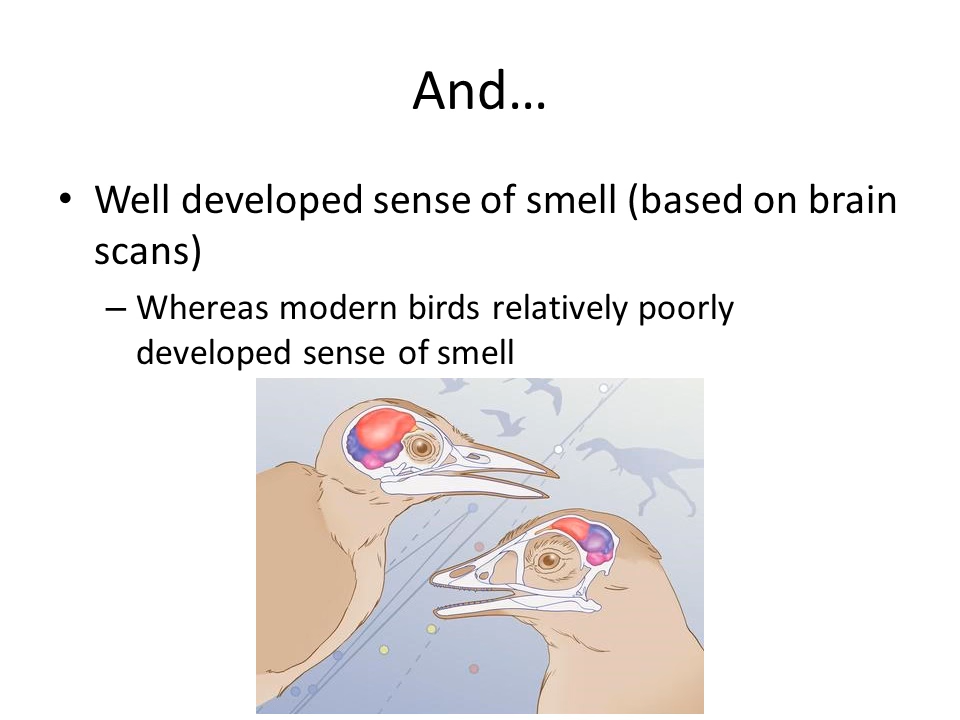 And…
• Well developed sense of smell (based on brain
scans)
– Whereas modern birds relatively poorly
developed sense of smell